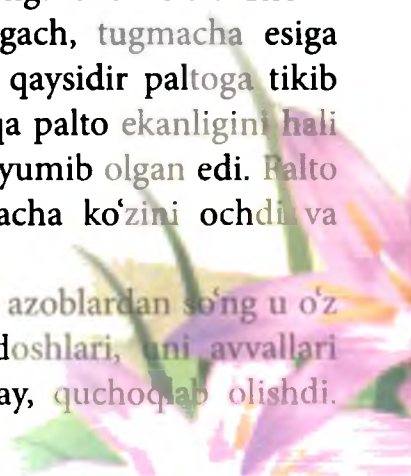 gach, tugmacha esiga
qaysidir paltoga tikib
qa palto ekanligini hali
yumib olgan edi. Palto
acha ko‘zini ochdi va
azoblardan so‘ng u o‘z
doshlari, uni avvallari
ay, quchoqlab olishdi.